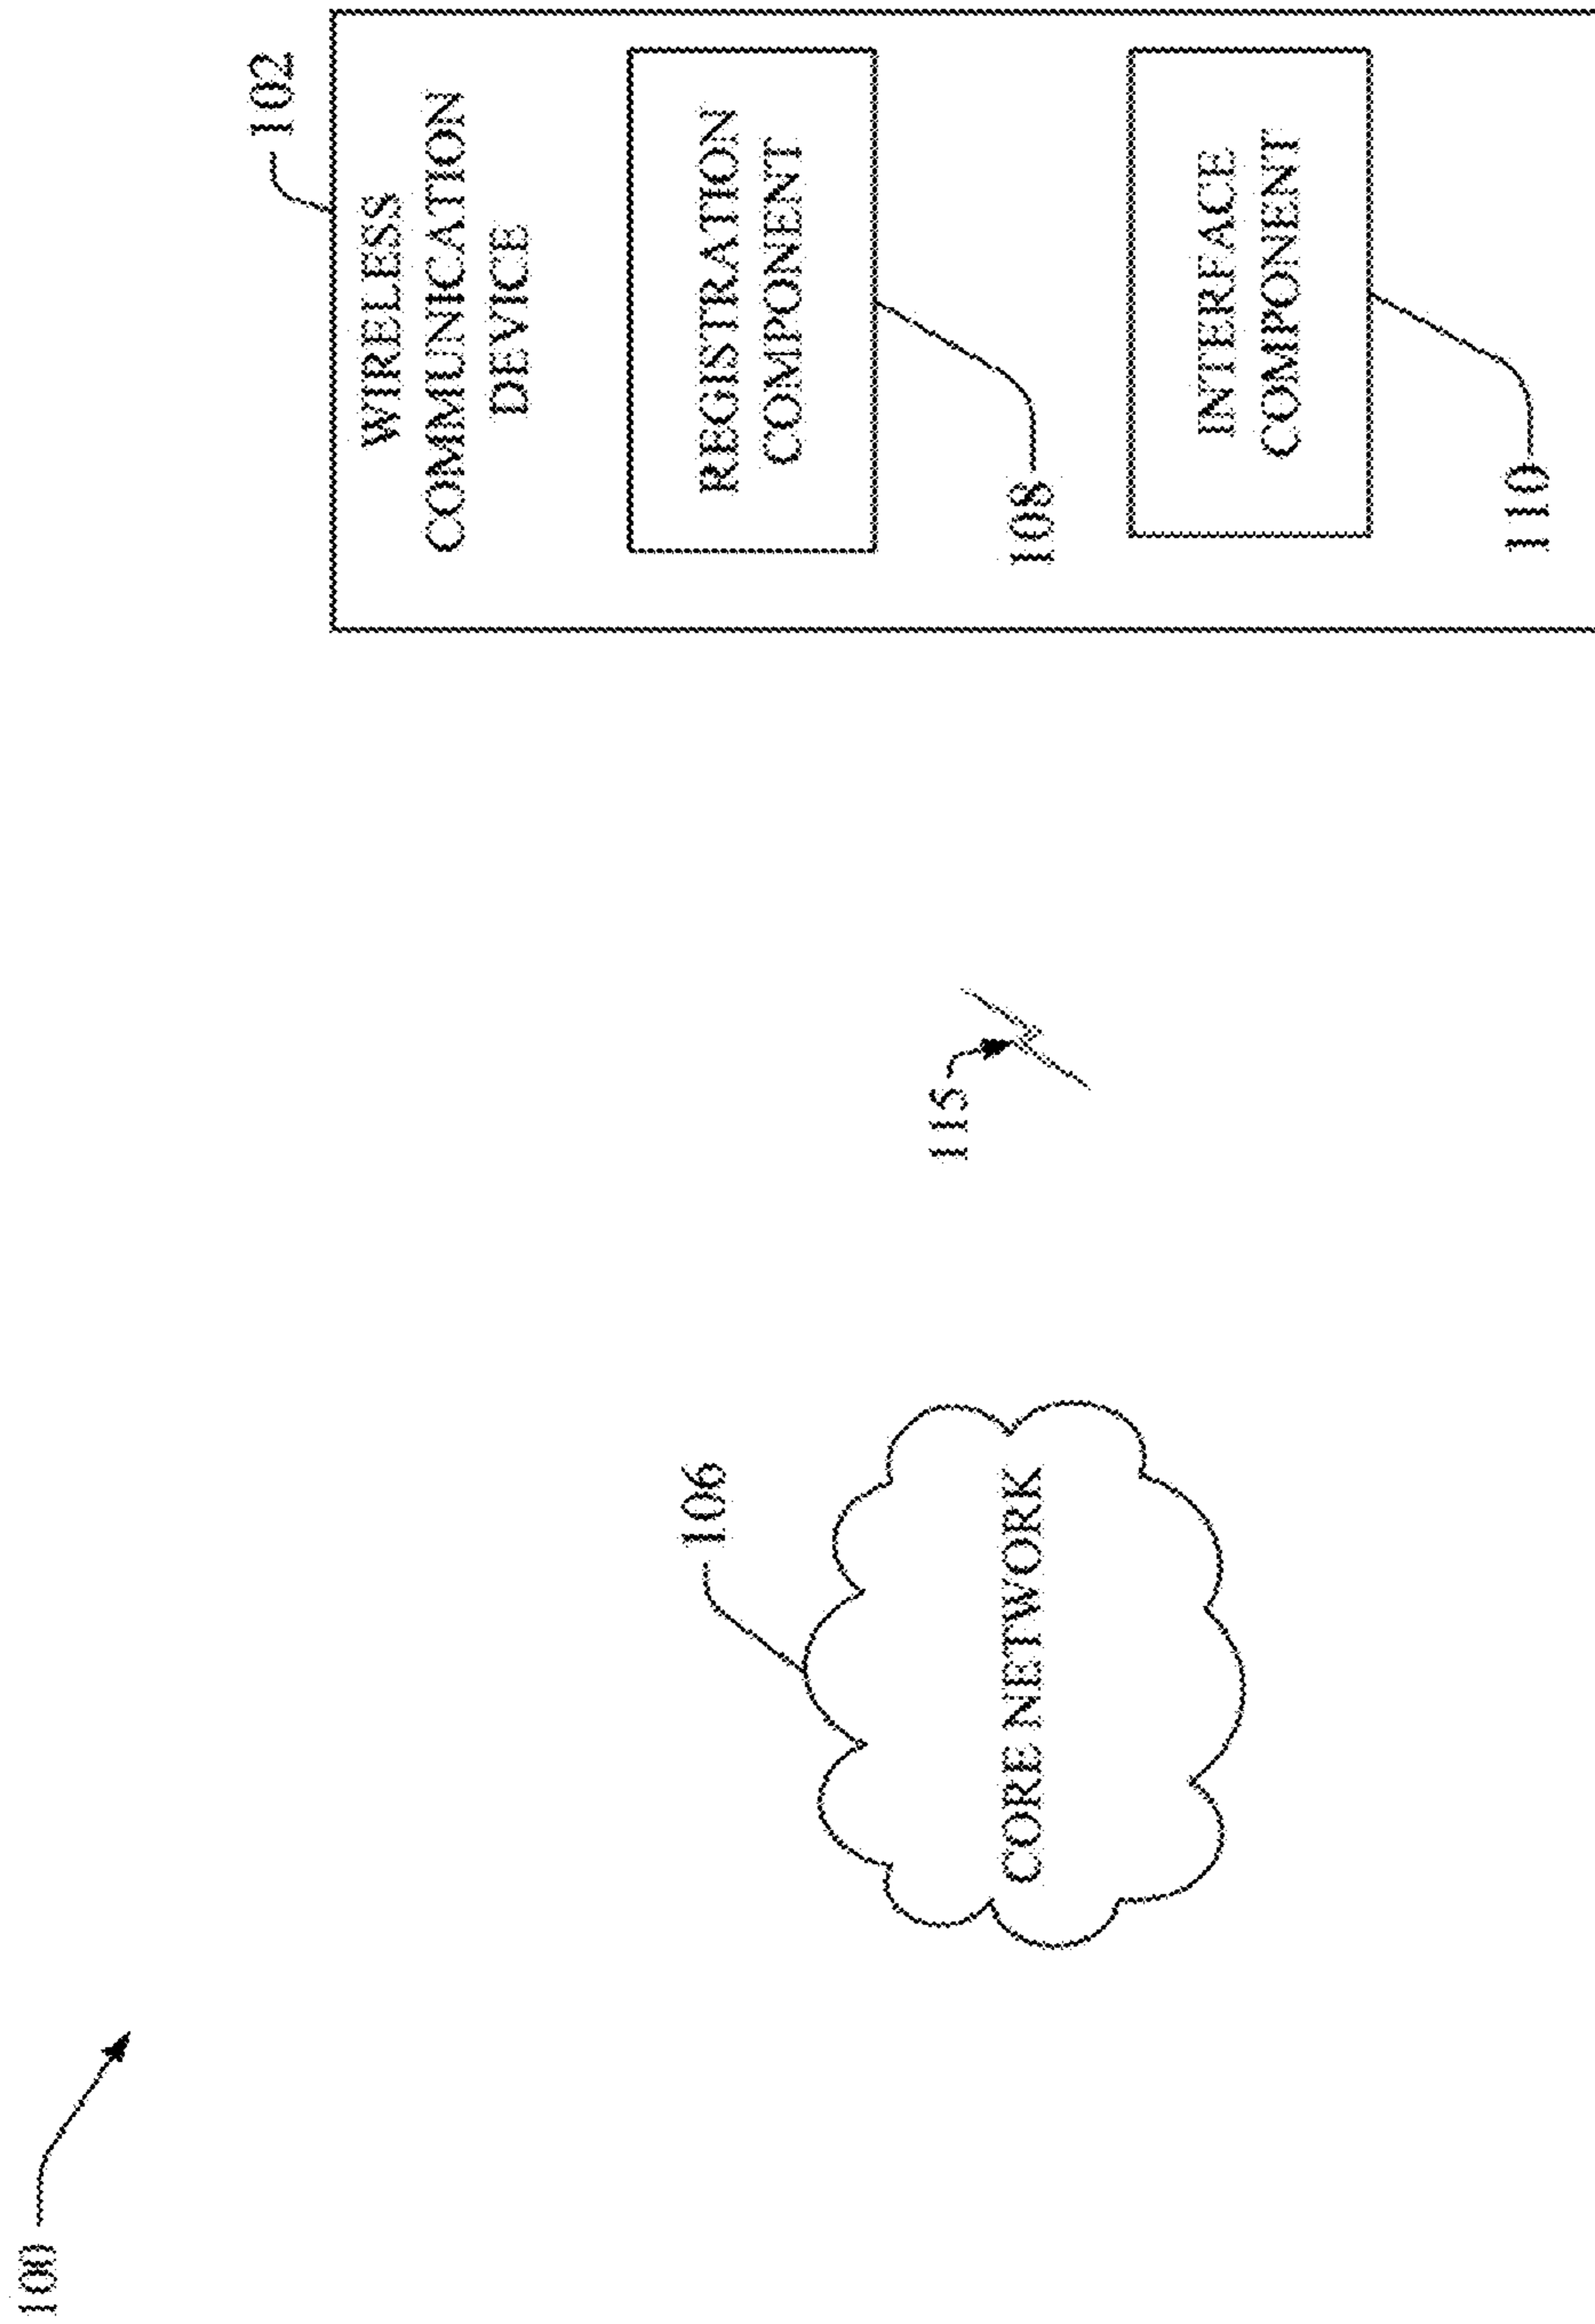 100
102
WIRELESS
COMMUNICATION
DEVICE
REGISTRATION
COMPONENT
106
115
108
CORE NETWORK
INTERFACE
COMPONENT
110